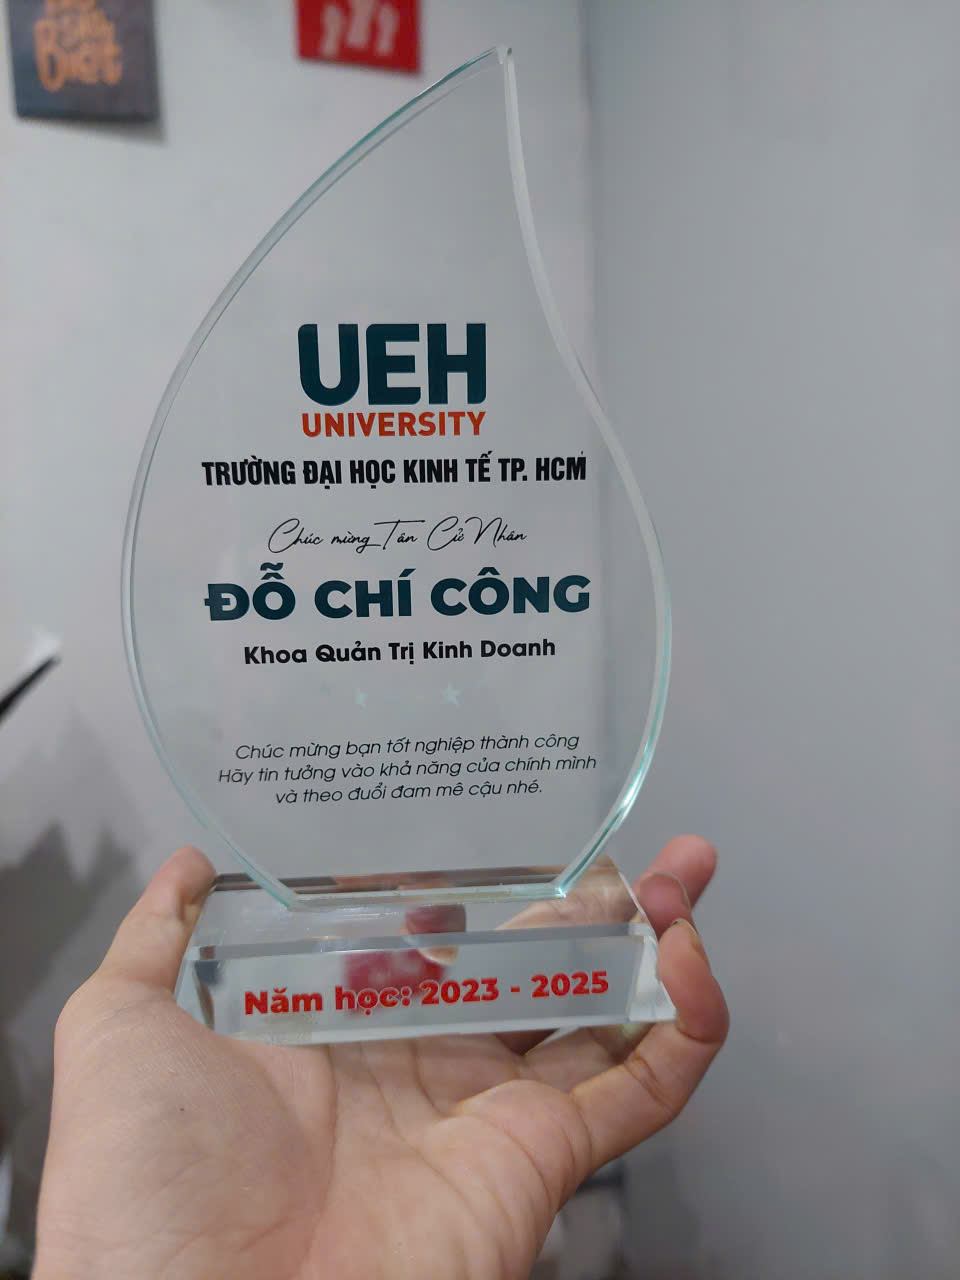 UEH
UNIVERSITY
TRƯỜNG ĐẠI HỌC KINH TẾ TP. HCM
Chúc mừng Tân Cử Nhân
ĐỖ CHÍ CÔNG
Khoa Quản Trị Kinh Doanh
Chúc mừng bạn tốt nghiệp thành công
Hãy tin tưởng vào khả năng của chính mình
và theo đuổi đam mê cậu nhé.
Năm học: 2023 - 2025